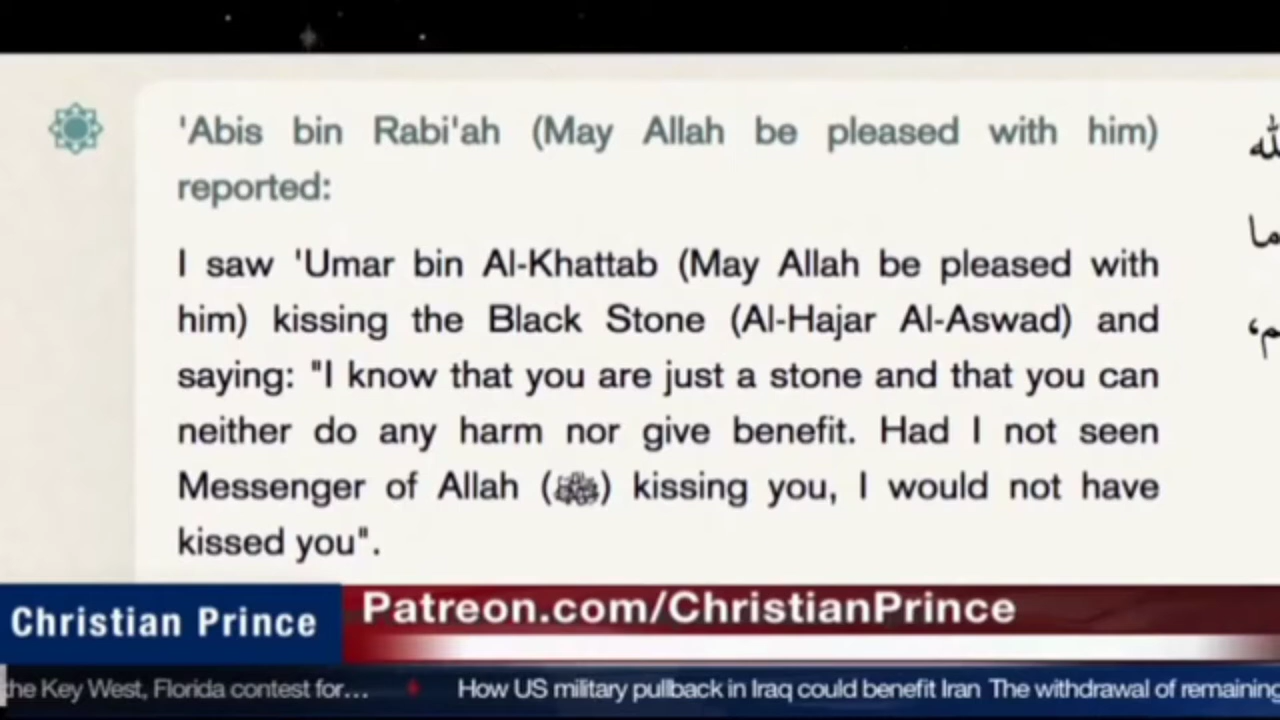 'Abis bin Rabi'ah (May Allah be pleased with him)
reported:
I saw 'Umar bin Al-Khattab (May Allah be pleased with
him) kissing the Black Stone (Al-Hajar Al-Aswad) and
saying: "I know that you are just a stone and that you can
neither do any harm nor give benefit. Had I not seen
Messenger of Allah (ﷺ) kissing you, I would not have
kissed you".
Christian Prince
Patreon.com/ChristianPrince
the Key West, Florida contest for... How US military pullback in Iraq could benefit Iran The withdrawal of remaining